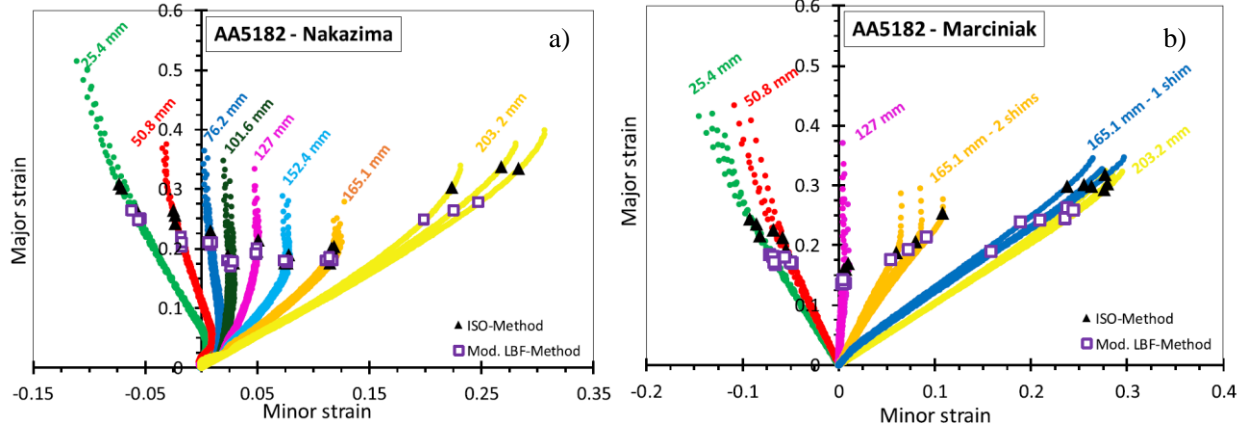 AA5182 - Nakazima
a)
Major strain
0.6
0.5
0.4
0.3
0.2
0.1
0
-0.15
-0.05
0.05
0.15
0.25
0.35
Minor strain
25.4 mm
50.8 mm
76.2 mm
101.6 mm
127 mm
152.4 mm
165.1 mm
203. 2 mm
ISO-Method
Mod. LBF-Method
AA5182 - Marciniak
b)
Major strain
0.6
0.5
0.4
0.3
0.2
0.1
0
-0.2
-0.1
0
0.1
0.2
0.3
0.4
Minor strain
25.4 mm
50.8 mm
127 mm
165.1 mm - 2 shims
165.1 mm - 1 shim
203.2 mm
ISO-Method
Mod. LBF-Method